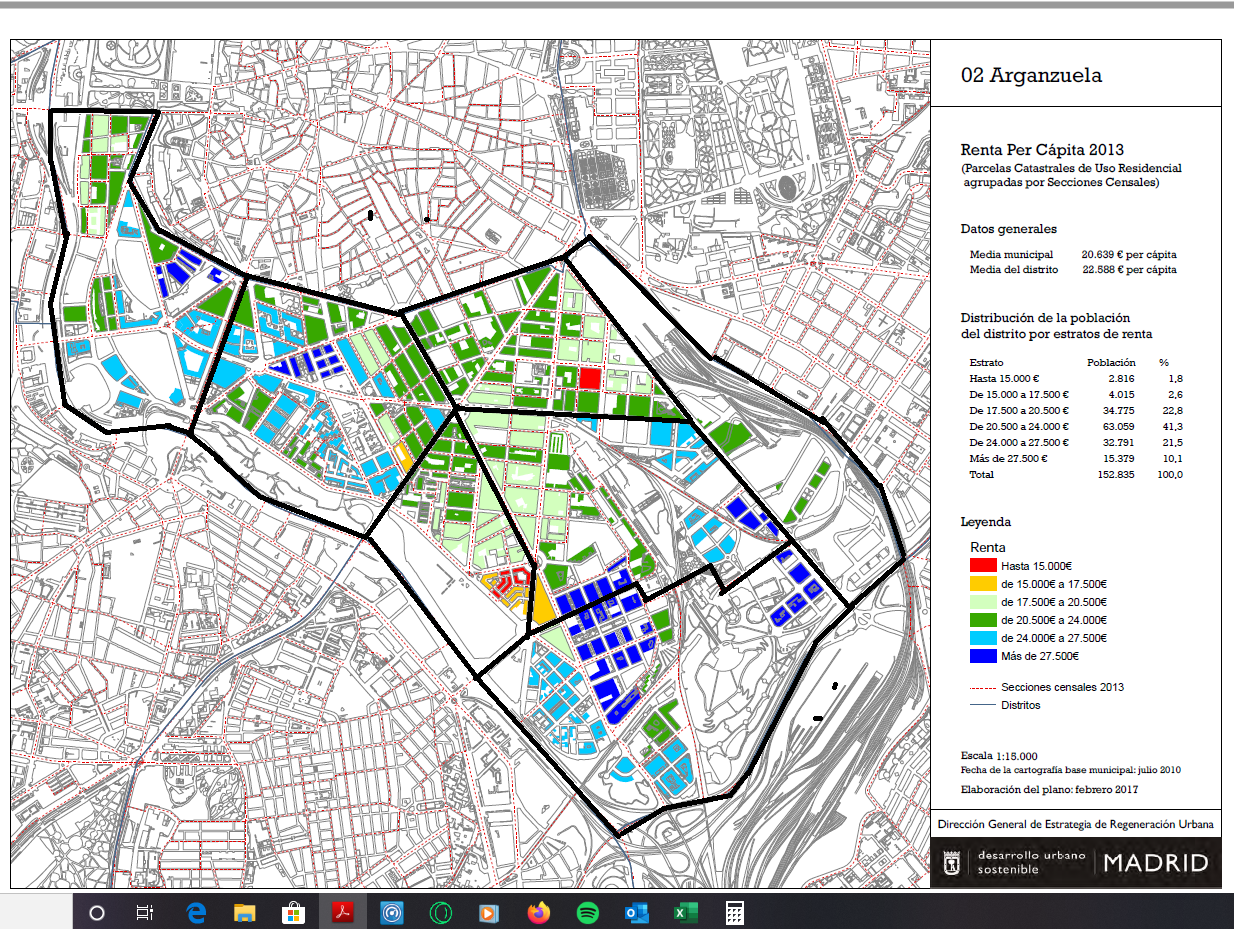 02 Arganzuela
Renta Per Cápita 2013
(Parcelas Catastrales de Uso Residencial
agrupadas por Secciones Censales)
Datos generales
Media municipal 20.639 € per cápita
Media del distrito 22.588 € per cápita
Distribución de la población
del distrito por estratos de renta
Estrato Población %
Hasta 15.000 € 2.816 1,8
De 15.000 a 17.500 € 4.015 2,6
De 17.500 a 20.500 € 34.775 22,8
De 20.500 a 24.000 € 63.059 41,3
De 24.000 a 27.500 € 32.791 21,5
Más de 27.500 € 15.379 10,1
Total 152.835 100,0
Leyenda
Renta
Hasta 15.000€
de 15.000€ a 17.500€
de 17.500€ a 20.500€
de 20.500€ a 24.000€
de 24.000€ a 27.500€
Más de 27.500€
Secciones censales 2013
Distritos
Escala 1:15.000
Fecha de la cartografía base municipal: julio 2010
Elaboración del plano: febrero 2017
Dirección General de Estrategia de Regeneración Urbana
desarrollo urbano
sostenible
MADRID